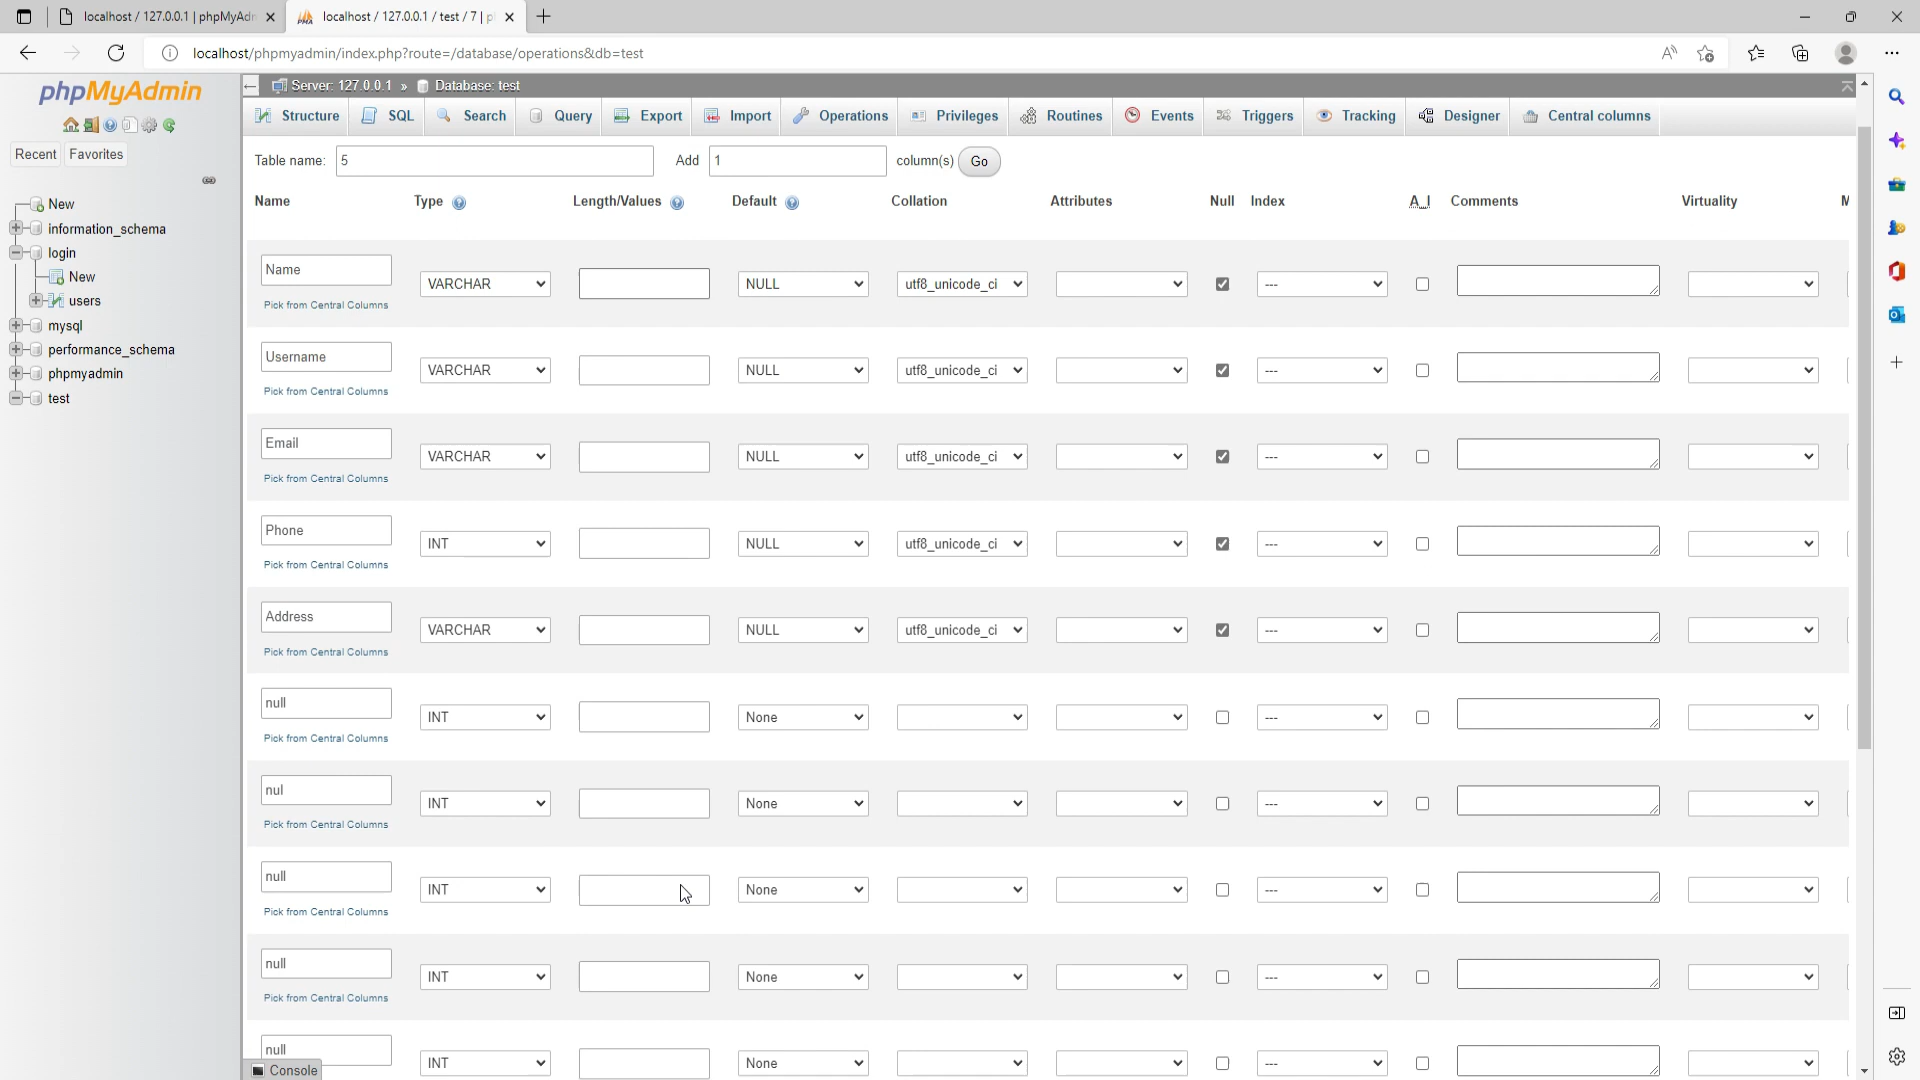 localhost / 127.0.0.1 | phpMyAdm
localhost / 127.0.0.1 / test / 7 | p
localhost/phpmyadmin/index.php?route=/database/operations&db=test
phpMyAdmin
Recent Favorites
New
information_schema
login
New
users
mysql
performance_schema
phpmyadmin
test
Server: 127.0.0.1 » Database: test
Structure SQL Search Query Export Import Operations Privileges Routines Events Triggers Tracking Designer Central columns
Table name: 5 Add 1 column(s) Go
Name Type Length/Values Default Collation Attributes Null Index A_I Comments Virtuality M
Name VARCHAR NULL utf8_unicode_ci ---
Pick from Central Columns
Username VARCHAR NULL utf8_unicode_ci ---
Pick from Central Columns
Email VARCHAR NULL utf8_unicode_ci ---
Pick from Central Columns
Phone INT NULL utf8_unicode_ci ---
Pick from Central Columns
Address VARCHAR NULL utf8_unicode_ci ---
Pick from Central Columns
null INT None ---
Pick from Central Columns
nul INT None ---
Pick from Central Columns
null INT None ---
Pick from Central Columns
null INT None ---
Pick from Central Columns
null INT None ---
Console